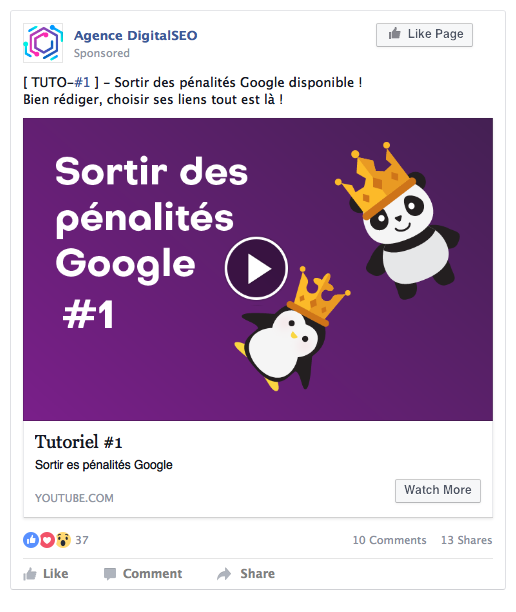 Agence DigitalSEO
Like Page
Sponsored
[ TUTO-#1 ] - Sortir des pénalités Google disponible !
Bien rédiger, choisir ses liens tout est là !
Sortir des
pénalités
Google
#1
Tutoriel #1
Sortir es pénalités Google
YOUTUBE.COM
Watch More
37
10 Comments 13 Shares
Like Comment Share